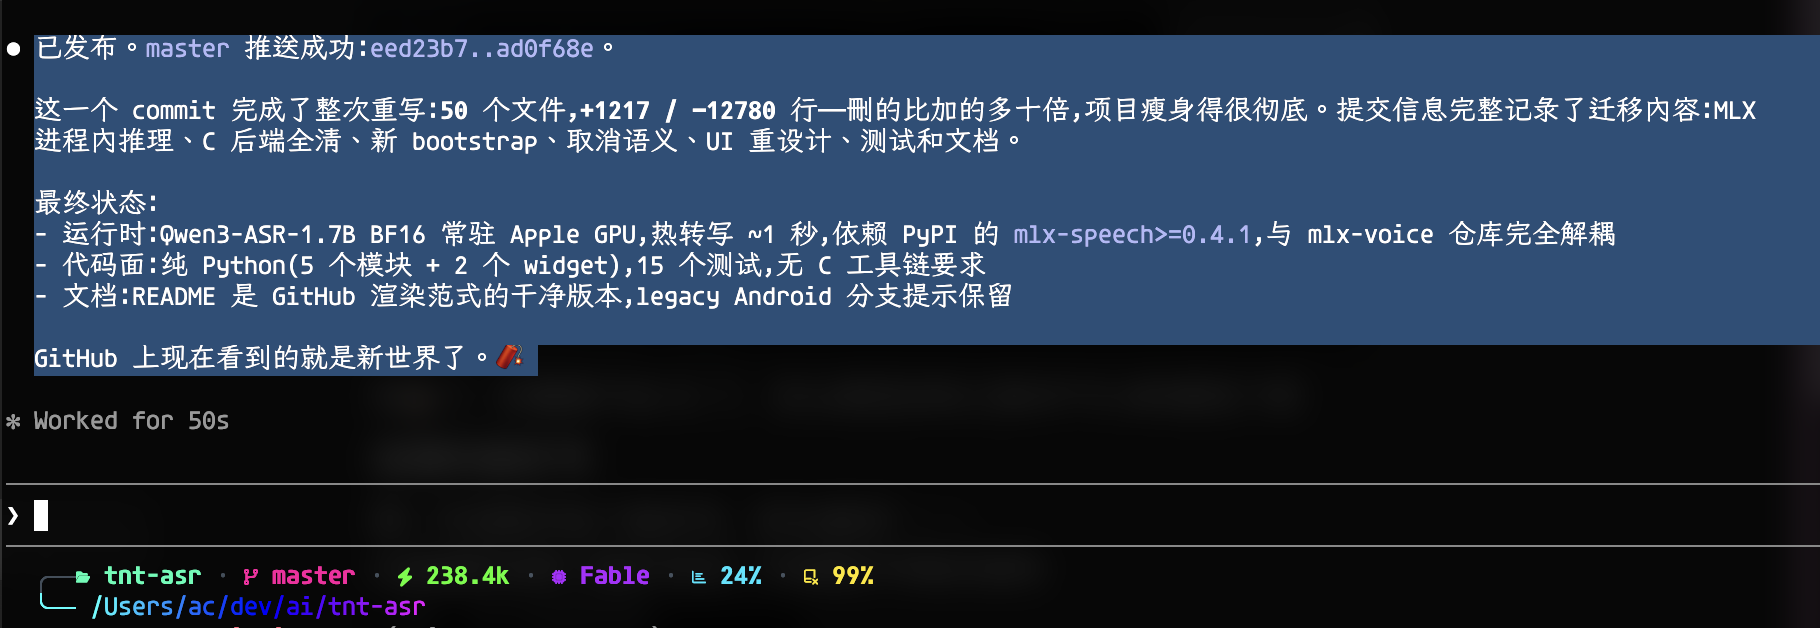 ● 已发布。master 推送成功:eed23b7..ad0f68e。
这一个 commit 完成了整次重写:50 个文件,+1217 / -12780 行——删的比加的多十倍,项目瘦身得很彻底。提交信息完整记录了迁移内容:MLX
进程内推理、C 后端全清、新 bootstrap、取消语义、UI 重设计、测试和文档。
最终状态:
- 运行时:Qwen3-ASR-1.7B BF16 常驻 Apple GPU,热转写 ~1 秒,依赖 PyPI 的 mlx-speech>=0.4.1,与 mlx-voice 仓库完全解耦
- 代码面:纯 Python(5 个模块 + 2 个 widget),15 个测试,无 C 工具链要求
- 文档:README 是 GitHub 渲染范式的干净版本,legacy Android 分支提示保留
GitHub 上现在看到的就是新世界了。🧨
✻ Worked for 50s
❯
tnt-asr · master · 238.4k · Fable · 24% · 99%
/Users/ac/dev/ai/tnt-asr